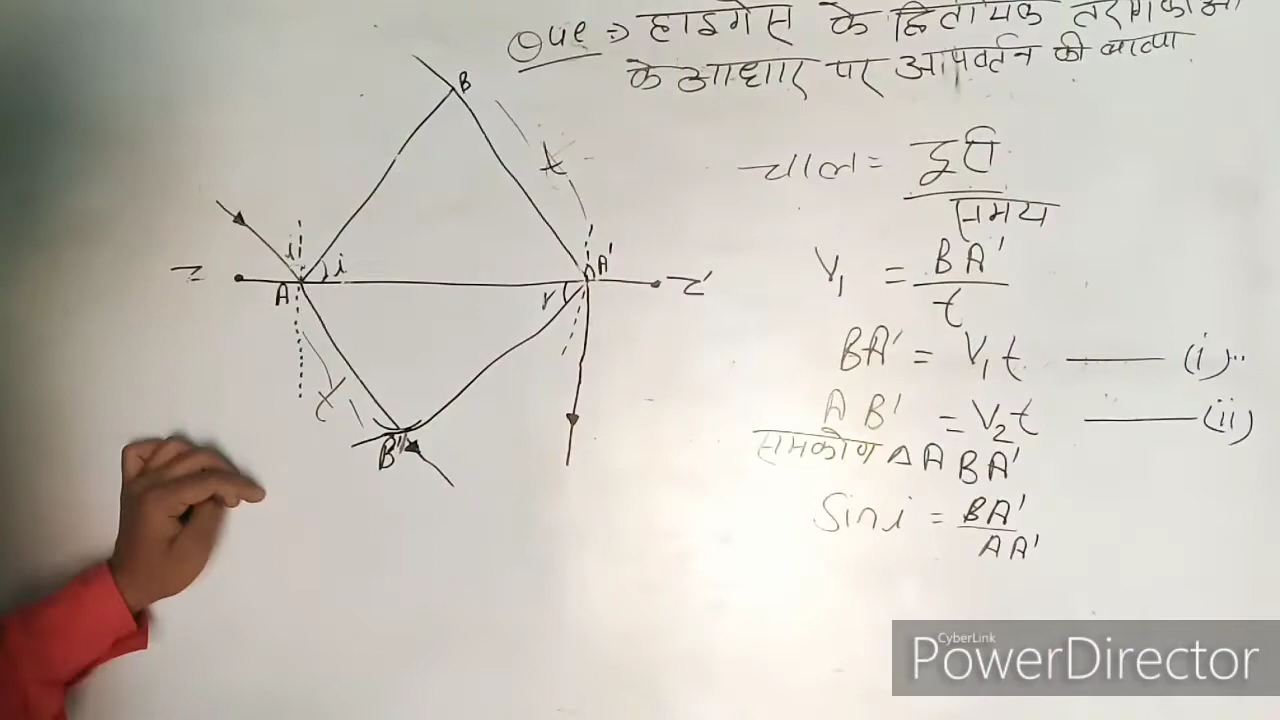 Que ⇒ हाइगेंस के द्वितीयक तरंगिकाओं
के आधार पर आपवर्तन की
चाल = दूरी
समय
V₁ = BA'
t
BA' = V₁t —— (i)
AB' = V₂t —— (ii)
समकोण Δ ABA'
Sin i = BA'
AA'
B
t
i
i
Z
A
A'
Z'
r
t
B'
CyberLink
PowerDirector